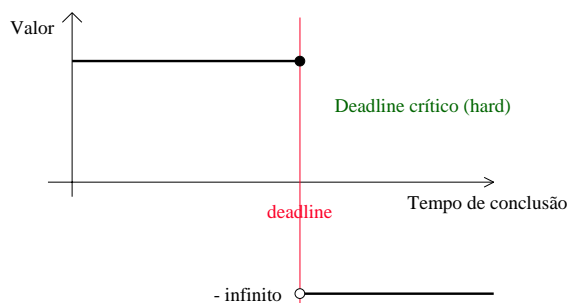 Valor
Deadline crítico (hard)
Tempo de conclusão
deadline
- infinito